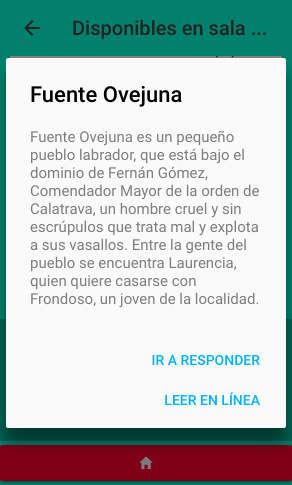 Disponibles en sala ...
Fuente Ovejuna
Fuente Ovejuna es un pequeño
pueblo labrador, que está bajo el
dominio de Fernán Gómez,
Comendador Mayor de la orden de
Calatrava, un hombre cruel y sin
escrúpulos que trata mal y explota
a sus vasallos. Entre la gente del
pueblo se encuentra Laurencia,
quien quiere casarse con
Frondoso, un joven de la localidad.
IR A RESPONDER
LEER EN LÍNEA